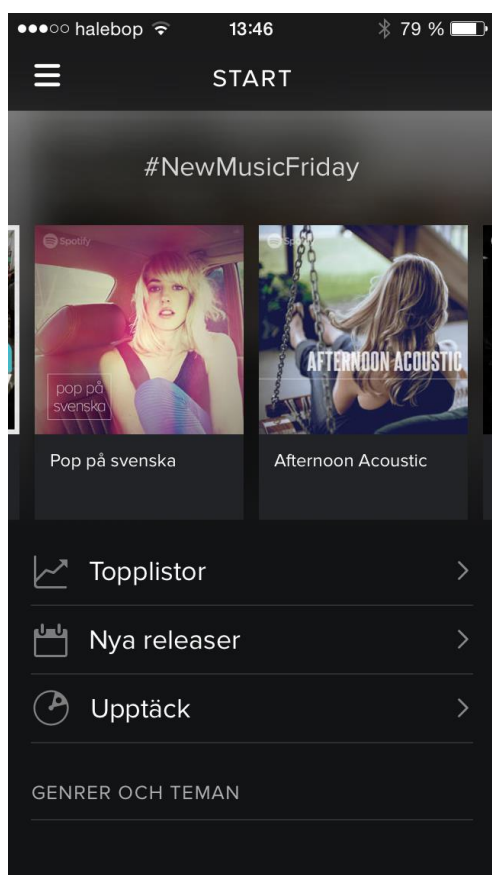 halebop 13:46 79 %
START
#NewMusicFriday
Spotify
pop på
svenska
AFTERNOON ACOUSTIC
Pop på svenska
Afternoon Acoustic
Topplistor
Nya releaser
Upptäck
GENRER OCH TEMAN